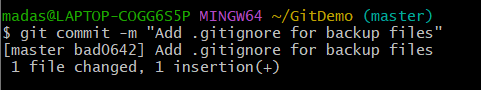 madas@LAPTOP-COGG6S5P MINGW64 ~/GitDemo (master)
$ git commit -m "Add .gitignore for backup files"
[master bad0642] Add .gitignore for backup files
 1 file changed, 1 insertion(+)